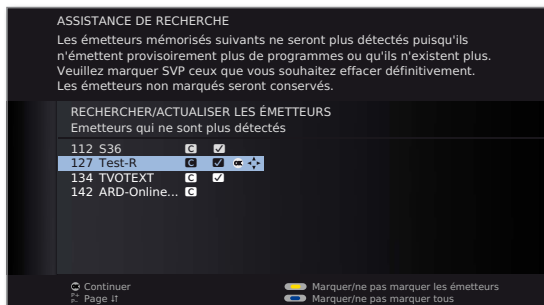 ASSISTANCE DE RECHERCHE
Les émetteurs mémorisés suivants ne seront plus détectés puisqu'ils
n'émettent provisoirement plus de programmes ou qu'ils n'existent plus.
Veuillez marquer SVP ceux que vous souhaitez effacer définitivement.
Les émetteurs non marqués seront conservés.
RECHERCHER/ACTUALISER LES ÉMETTEURS
Emetteurs qui ne sont plus détectés
112 S36 C
127 Test-R C OK
134 TVOTEXT C
142 ARD-Online... C
Continuer Marquer/ne pas marquer les émetteurs
P+ P- Page Marquer/ne pas marquer tous